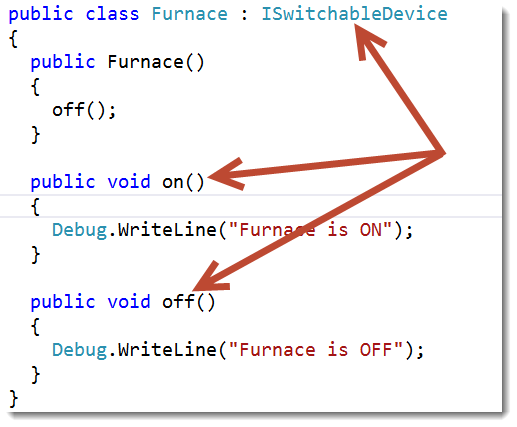 public class Furnace : ISwitchableDevice
{
public Furnace()
{
off();
}
public void on()
{
Debug.WriteLine("Furnace is ON");
}
public void off()
{
Debug.WriteLine("Furnace is OFF");
}
}